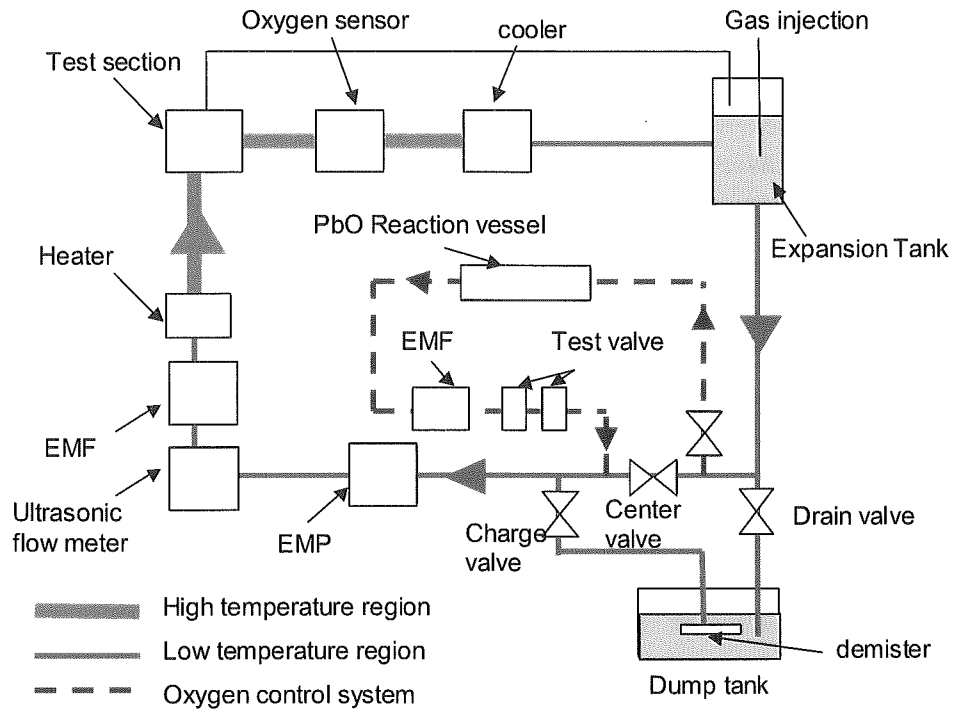 Oxygen sensor
Gas injection
cooler
Test section
PbO Reaction vessel
Expansion Tank
Heater
EMF
Test valve
EMF
Ultrasonic
flow meter
EMP
Charge
valve
Center
valve
Drain valve
High temperature region
Low temperature region
demister
Oxygen control system
Dump tank